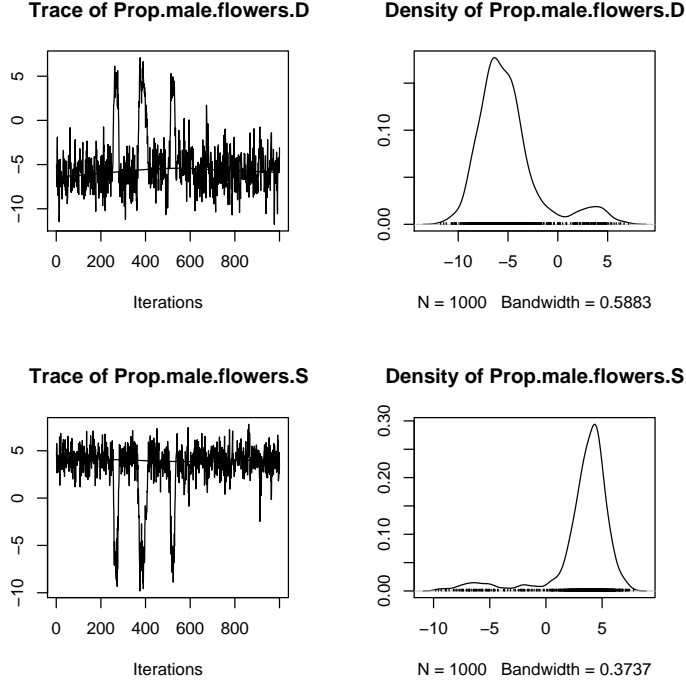 Trace of Prop.male.flowers.D
Density of Prop.male.flowers.D
5
0
−5
−10
0 200 400 600 800
Iterations
0.10
0.00
−10 −5 0 5
N = 1000 Bandwidth = 0.5883
Trace of Prop.male.flowers.S
Density of Prop.male.flowers.S
5
0
−5
−10
0 200 400 600 800
Iterations
0.30
0.20
0.10
0.00
−10 −5 0 5
N = 1000 Bandwidth = 0.3737